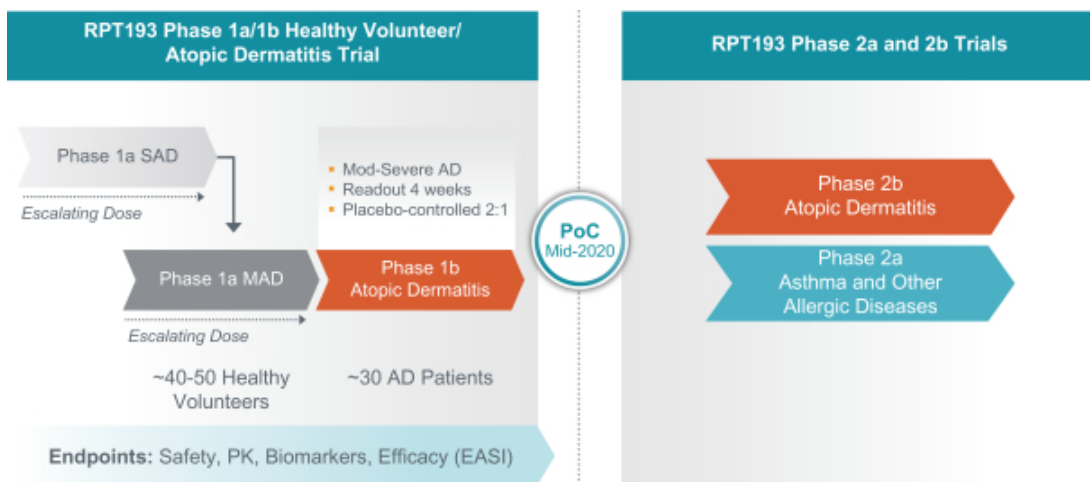 RPT193 Phase 1a/1b Healthy Volunteer/
Atopic Dermatitis Trial
Phase 1a SAD
Escalating Dose
▪ Mod-Severe AD
▪ Readout 4 weeks
▪ Placebo-controlled 2:1
Phase 1a MAD
Escalating Dose
Phase 1b
Atopic Dermatitis
~40-50 Healthy
Volunteers
~30 AD Patients
Endpoints: Safety, PK, Biomarkers, Efficacy (EASI)
PoC
Mid-2020
RPT193 Phase 2a and 2b Trials
Phase 2b
Atopic Dermatitis
Phase 2a
Asthma and Other
Allergic Diseases